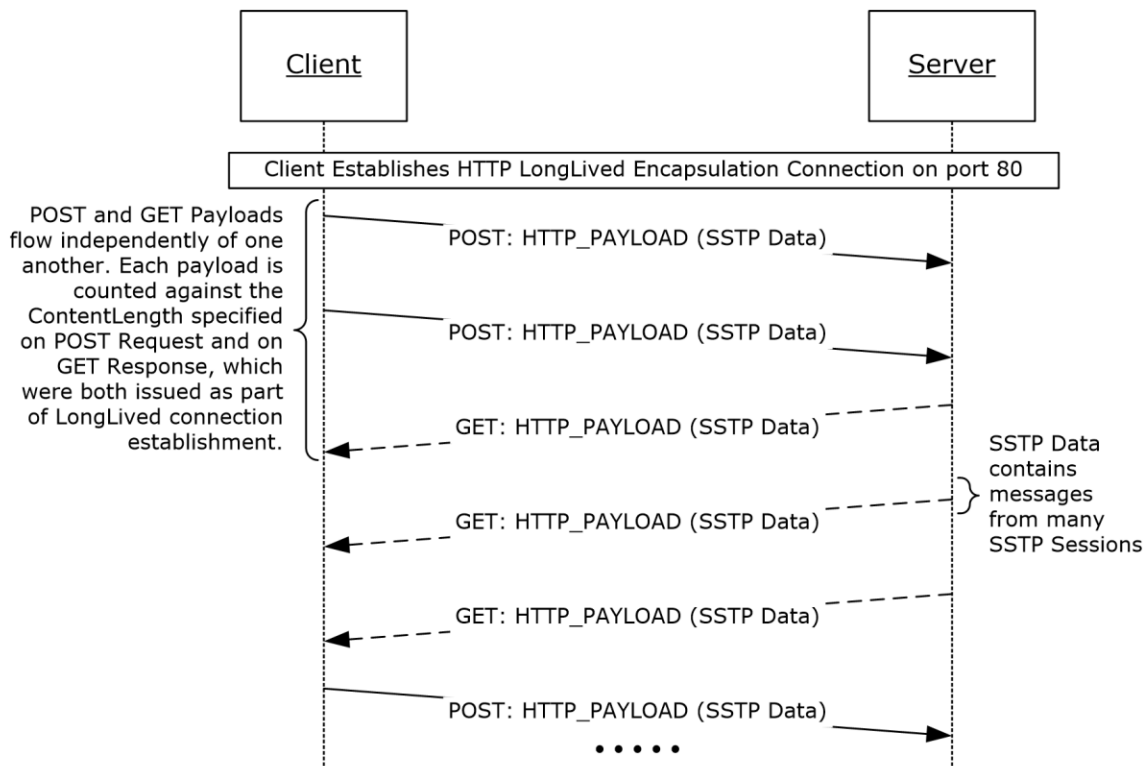 Client
Server
Client Establishes HTTP LongLived Encapsulation Connection on port 80
POST and GET Payloads
flow independently of one
another. Each payload is
counted against the
ContentLength specified
on POST Request and on
GET Response, which
were both issued as part
of LongLived connection
establishment.
POST: HTTP_PAYLOAD (SSTP Data)
POST: HTTP_PAYLOAD (SSTP Data)
GET: HTTP_PAYLOAD (SSTP Data)
SSTP Data
contains
messages
from many
SSTP Sessions
GET: HTTP_PAYLOAD (SSTP Data)
GET: HTTP_PAYLOAD (SSTP Data)
POST: HTTP_PAYLOAD (SSTP Data)